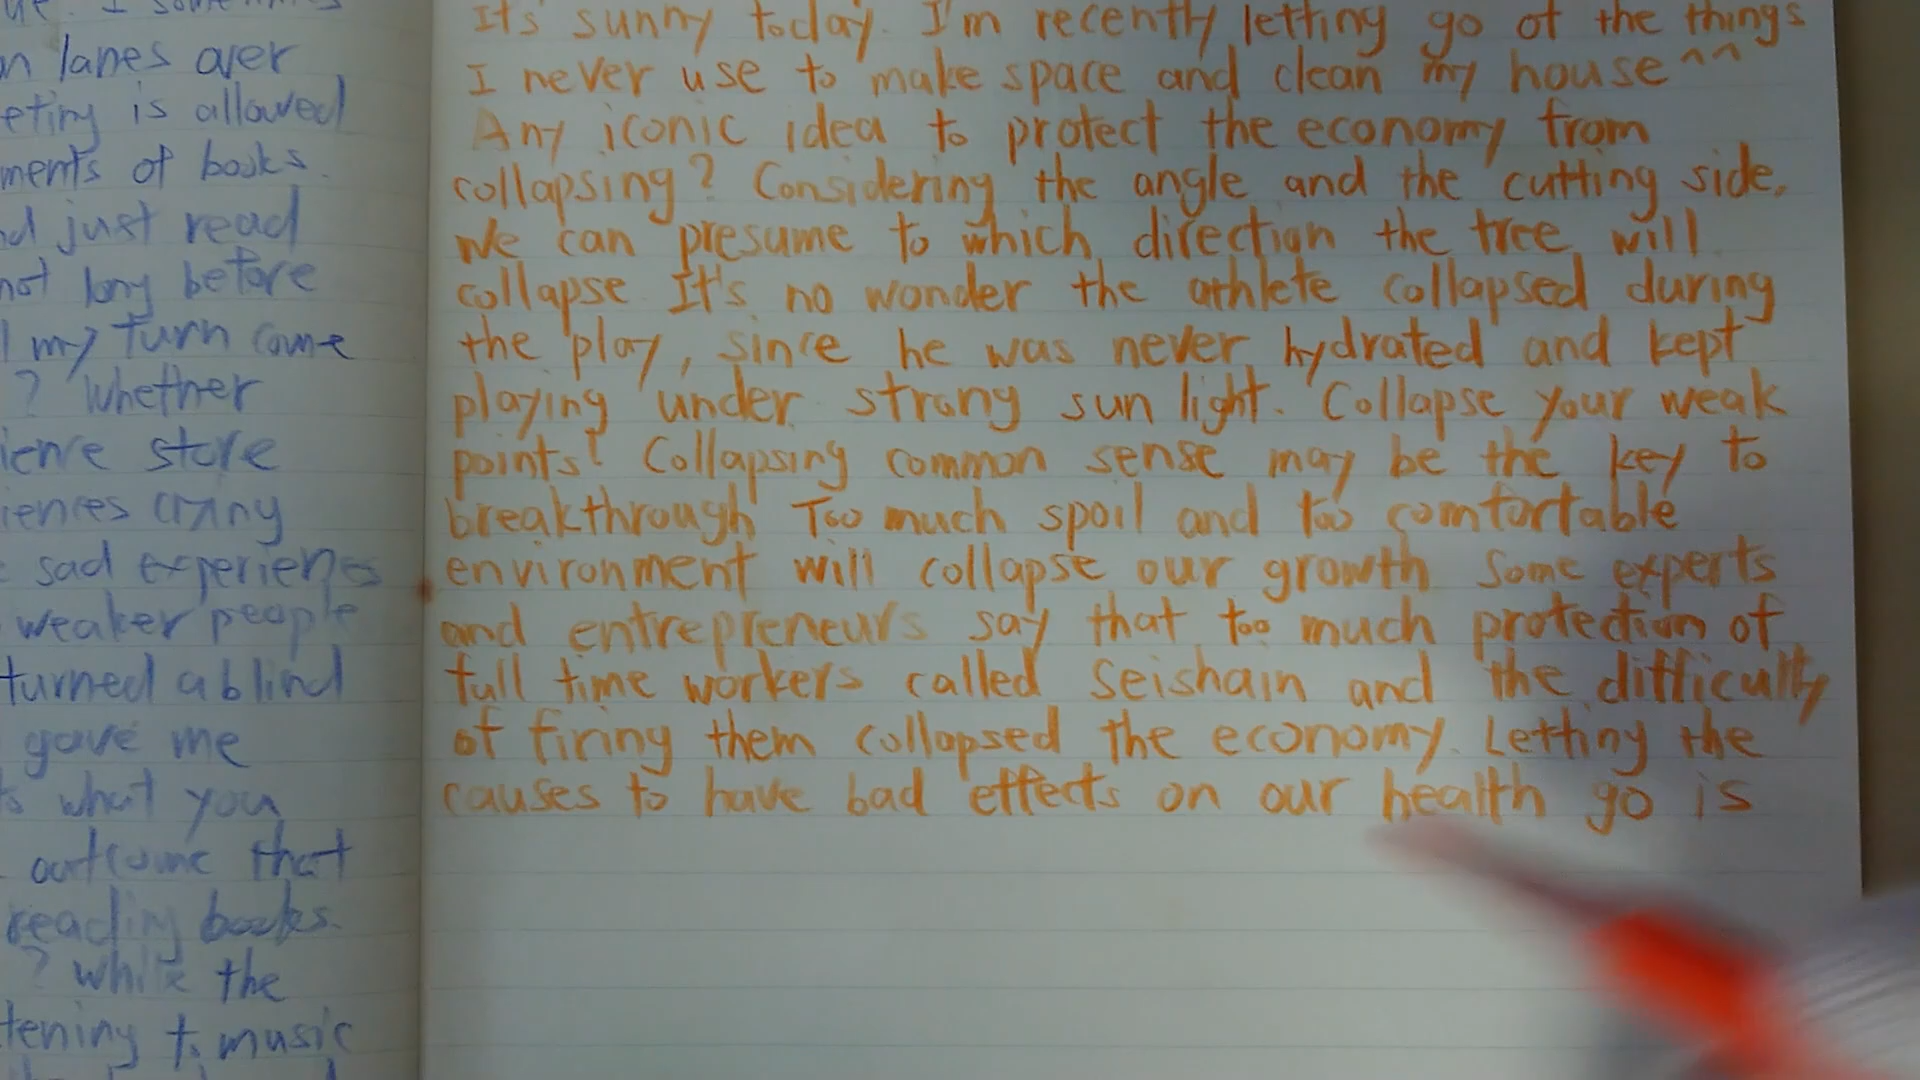 ue. I sometimes
n lanes over
eting is allowed
ments of books.
d just read
not long before
my turn come
? Whether
ience store
iences crying
sad experiences
weaker people
turned a blind
gave me
s what you
outcome that
reading books.
? While the
tening to music
It's sunny today. I'm recently letting go of the things
I never use to make space and clean my house ^^
Any iconic idea to protect the economy from
collapsing? Considering the angle and the cutting side,
We can presume to which direction the tree will
collapse. It's no wonder the athlete collapsed during
the play, since he was never hydrated and kept
playing under strong sun light. Collapse your weak
points! Collapsing common sense may be the key to
breakthrough. Too much spoil and too comfortable
environment will collapse our growth. Some experts
and entrepreneurs say that too much protection of
full time workers called Seishain and the difficulty
of firing them collapsed the economy. Letting the
causes to have bad effects on our health go is